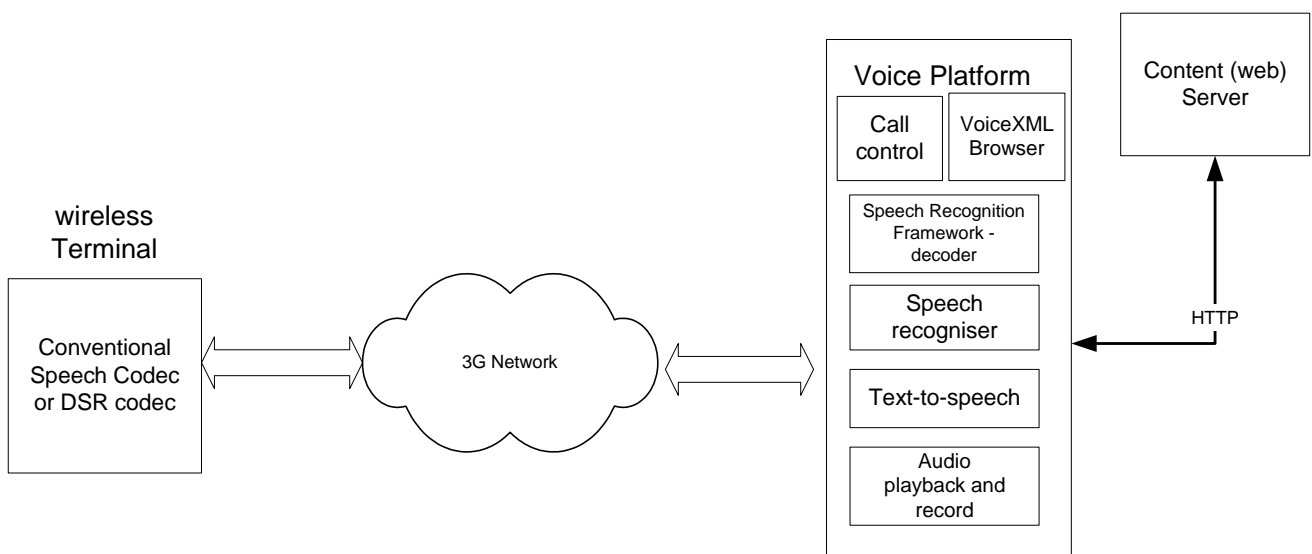 wireless
Terminal
Conventional
Speech Codec
or DSR codec
3G Network
Voice Platform
Call
control
VoiceXML
Browser
Speech Recognition
Framework -
decoder
Speech
recogniser
Text-to-speech
Audio
playback and
record
Content (web)
Server
HTTP